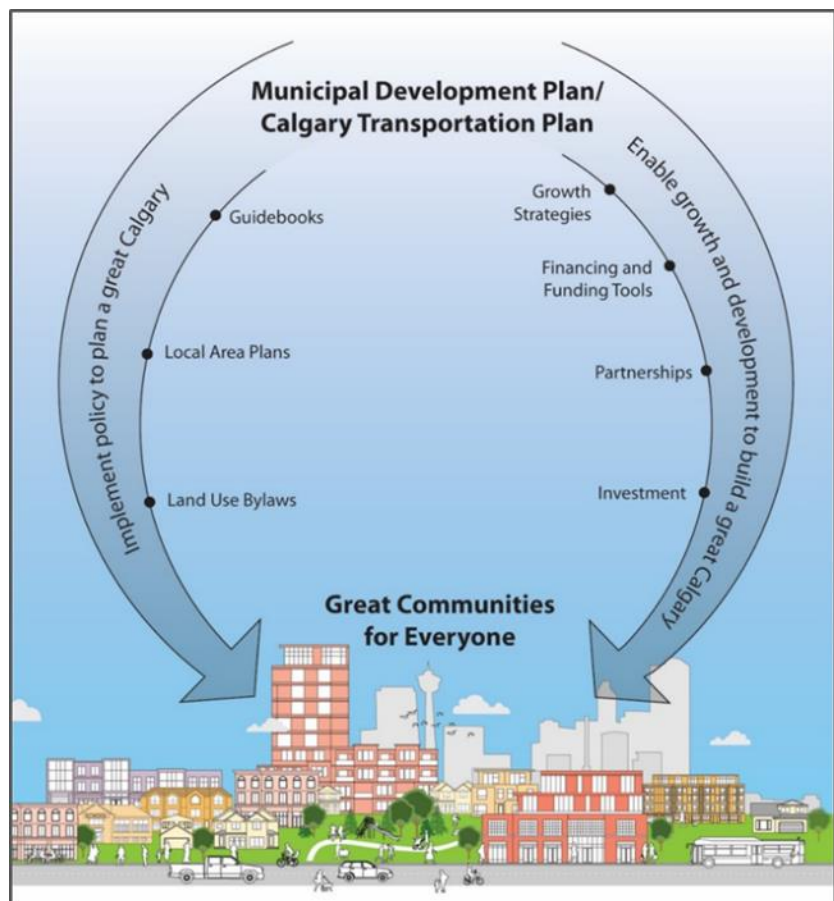 Municipal Development Plan/
Calgary Transportation Plan
Implement policy to plan a great Calgary
Guidebooks
Local Area Plans
Land Use Bylaws
Enable growth and development to build a great Calgary
Growth
Strategies
Financing and
Funding Tools
Partnerships
Investment
Great Communities
for Everyone